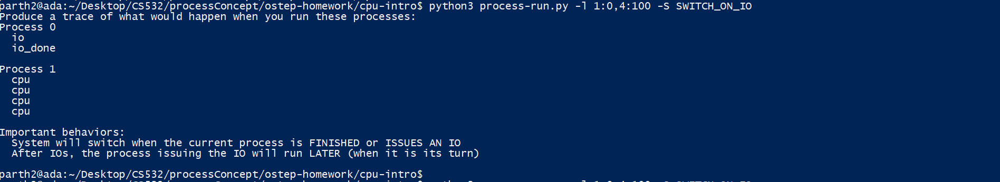 parth2@ada:~/Desktop/CS532/processConcept/ostep-homework/cpu-intro$ python3 process-run.py -l 1:0,4:100 -S SWITCH_ON_IO
Produce a trace of what would happen when you run these processes:
Process 0
  io
  io_done

Process 1
  cpu
  cpu
  cpu
  cpu

Important behaviors:
  System will switch when the current process is FINISHED or ISSUES AN IO
  After IOs, the process issuing the IO will run LATER (when it is its turn)

parth2@ada:~/Desktop/CS532/processConcept/ostep-homework/cpu-intro$